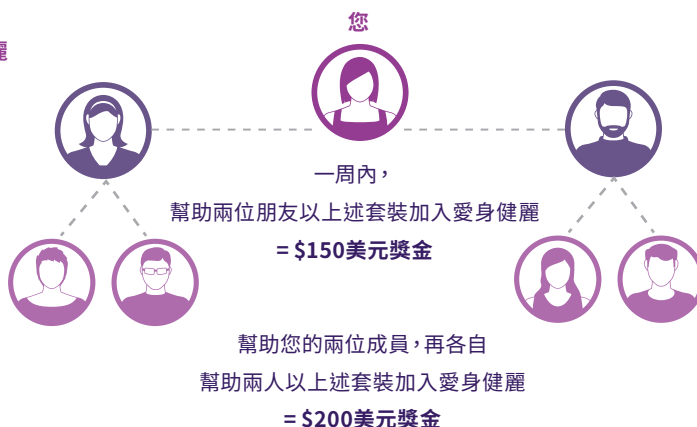 您
麗
一周內，
幫助兩位朋友以上述套裝加入愛身健麗
= $150美元獎金
幫助您的兩位成員，再各自
幫助兩人以上述套裝加入愛身健麗
= $200美元獎金